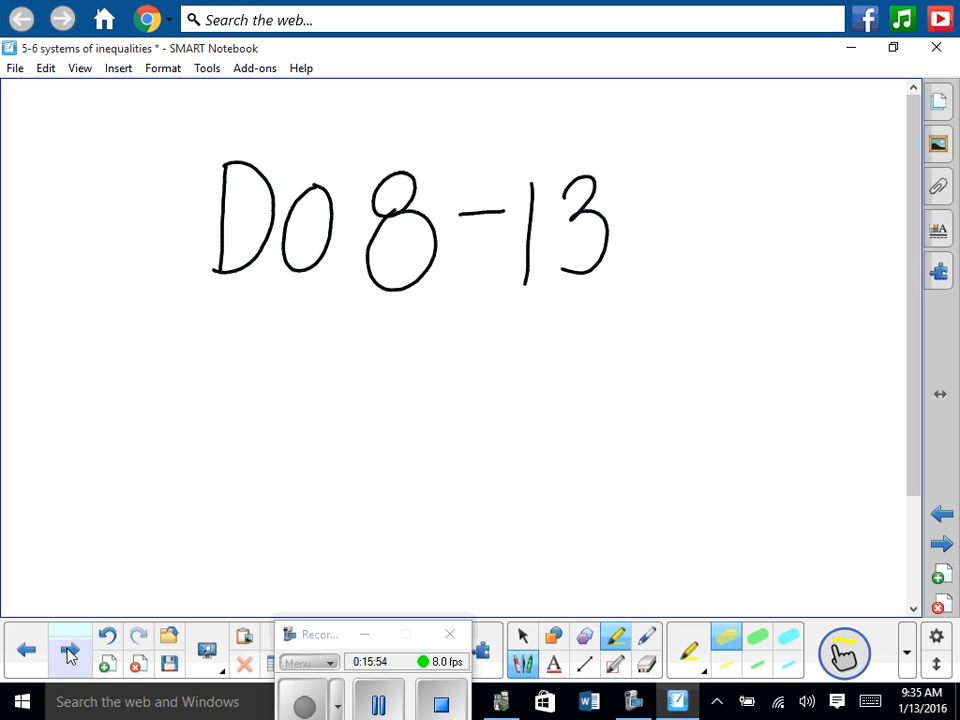 Search the web...
5-6 systems of inequalities * - SMART Notebook
File Edit View Insert Format Tools Add-ons Help
DO 8-13
Recor...
Menu 0:15:54 8.0 fps
Search the web and Windows
9:35 AM
1/13/2016